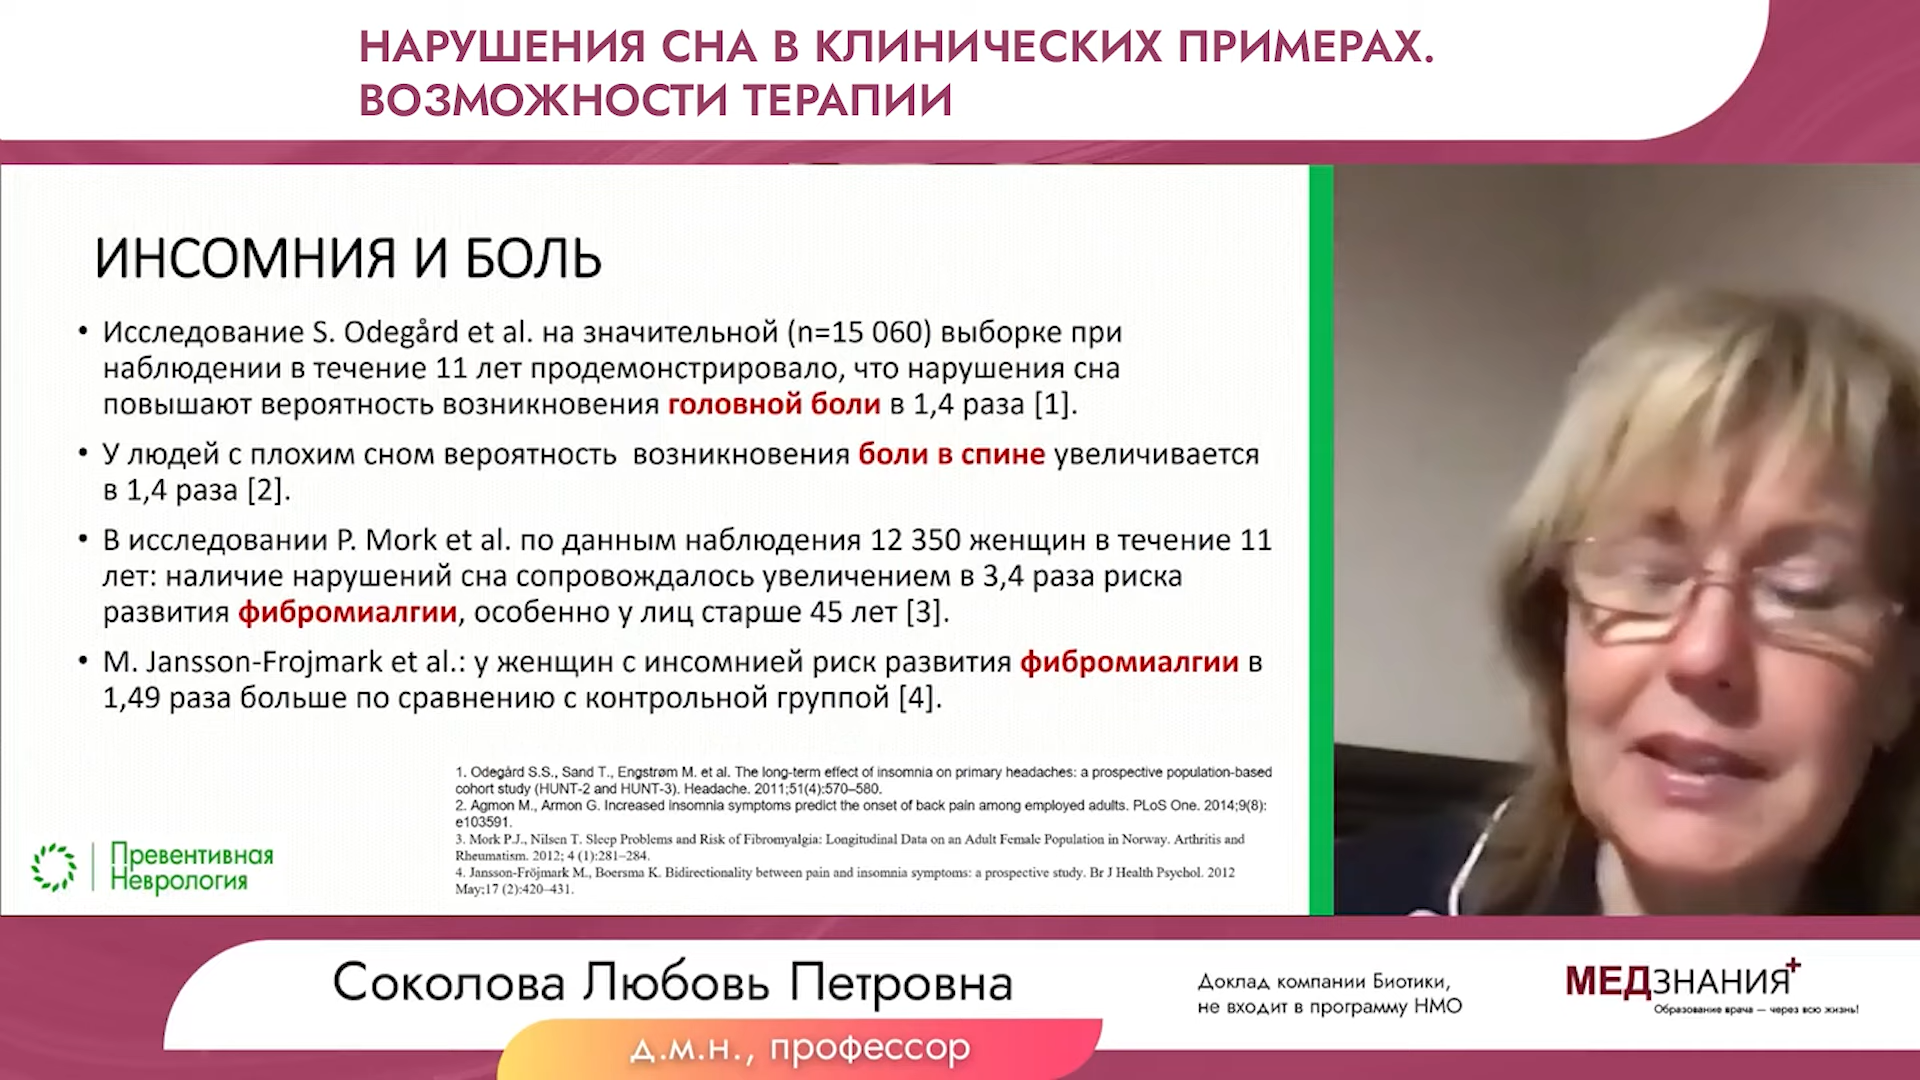 НАРУШЕНИЯ СНА В КЛИНИЧЕСКИХ ПРИМЕРАХ.
ВОЗМОЖНОСТИ ТЕРАПИИ
ИНСОМНИЯ И БОЛЬ
• Исследование S. Odegård et al. на значительной (n=15 060) выборке при
наблюдении в течение 11 лет продемонстрировало, что нарушения сна
повышают вероятность возникновения головной боли в 1,4 раза [1].
• У людей с плохим сном вероятность возникновения боли в спине увеличивается
в 1,4 раза [2].
• В исследовании P. Mork et al. по данным наблюдения 12 350 женщин в течение 11
лет: наличие нарушений сна сопровождалось увеличением в 3,4 раза риска
развития фибромиалгии, особенно у лиц старше 45 лет [3].
• M. Jansson-Frojmark et al.: у женщин с инсомнией риск развития фибромиалгии в
1,49 раза больше по сравнению с контрольной группой [4].
1. Odegård S.S., Sand T., Engstrøm M. et al. The long-term effect of insomnia on primary headaches: a prospective population-based
cohort study (HUNT-2 and HUNT-3). Headache. 2011;51(4):570–580.
2. Agmon M., Armon G. Increased insomnia symptoms predict the onset of back pain among employed adults. PLoS One. 2014;9(8):
e103591.
3. Mork P.J., Nilsen T. Sleep Problems and Risk of Fibromyalgia: Longitudinal Data on an Adult Female Population in Norway. Arthritis and
Rheumatism. 2012; 4 (1):281–284.
4. Jansson-Fröjmark M., Boersma K. Bidirectionality between pain and insomnia symptoms: a prospective study. Br J Health Psychol. 2012
May;17 (2):420–431.
Превентивная
Неврология
Соколова Любовь Петровна
д.м.н., профессор
Доклад компании Биотики,
не входит в программу НМО
МЕДЗНАНИЯ+
Образование врача — через всю жизнь!